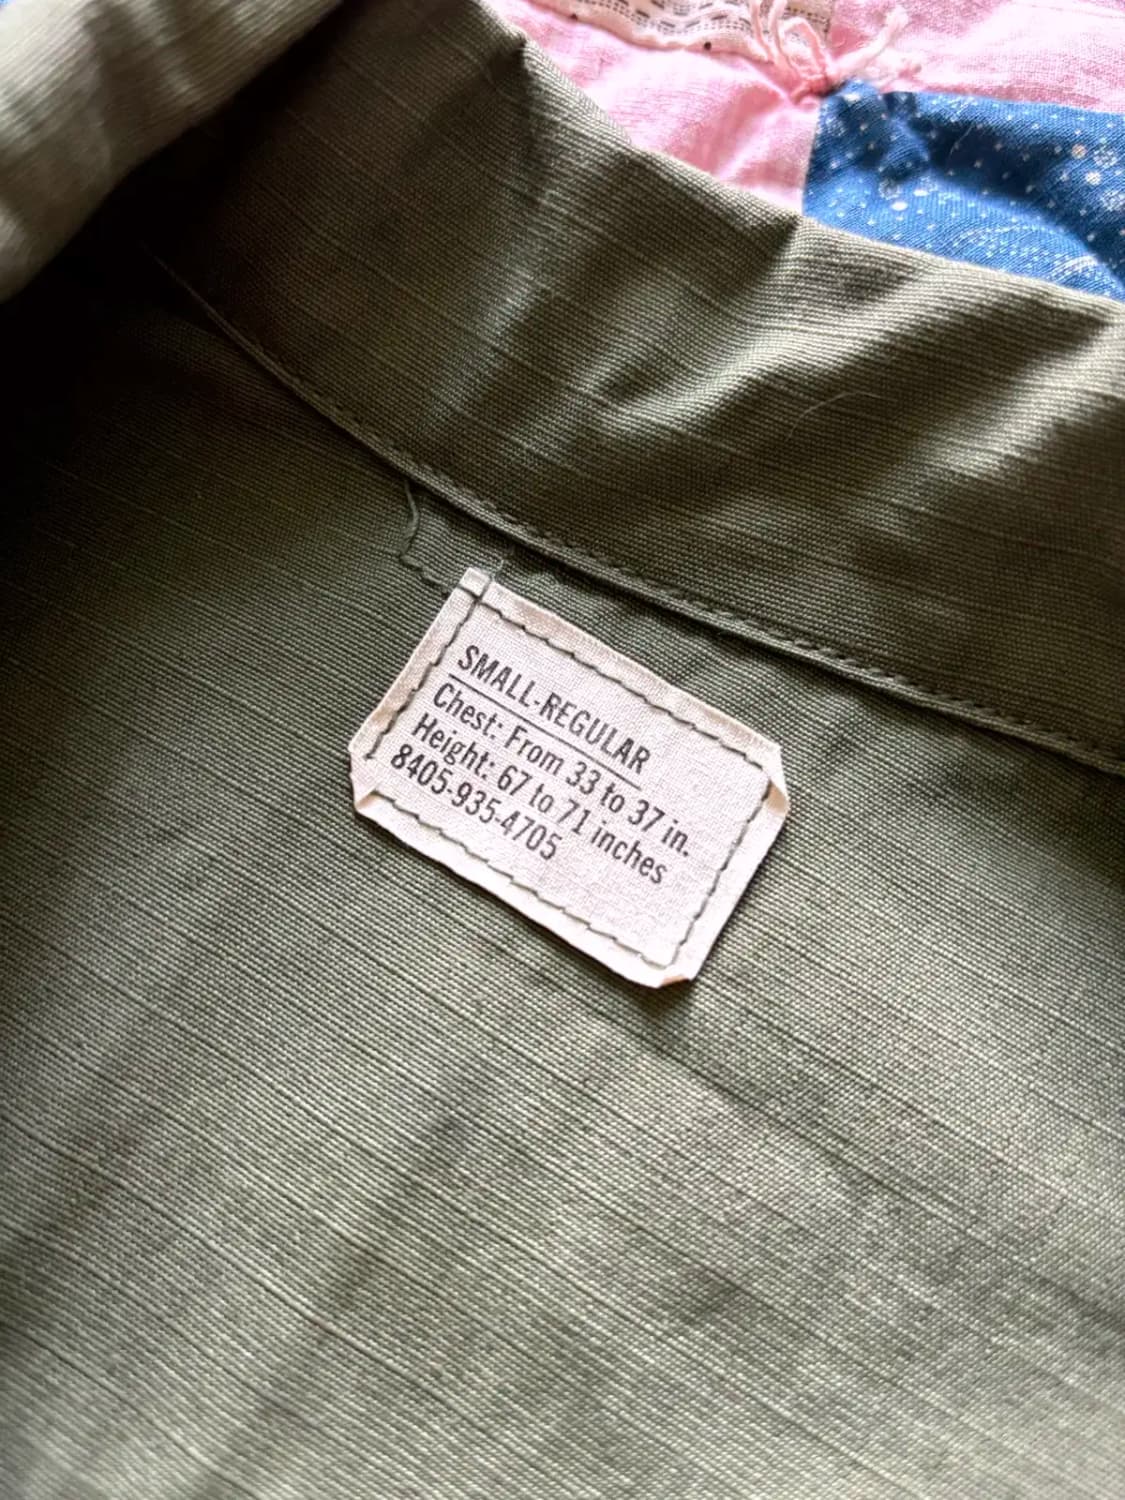 SMALL-REGULAR
Chest: From 33 to 37 in.
Height: 67 to 71 inches
8405-935-4705